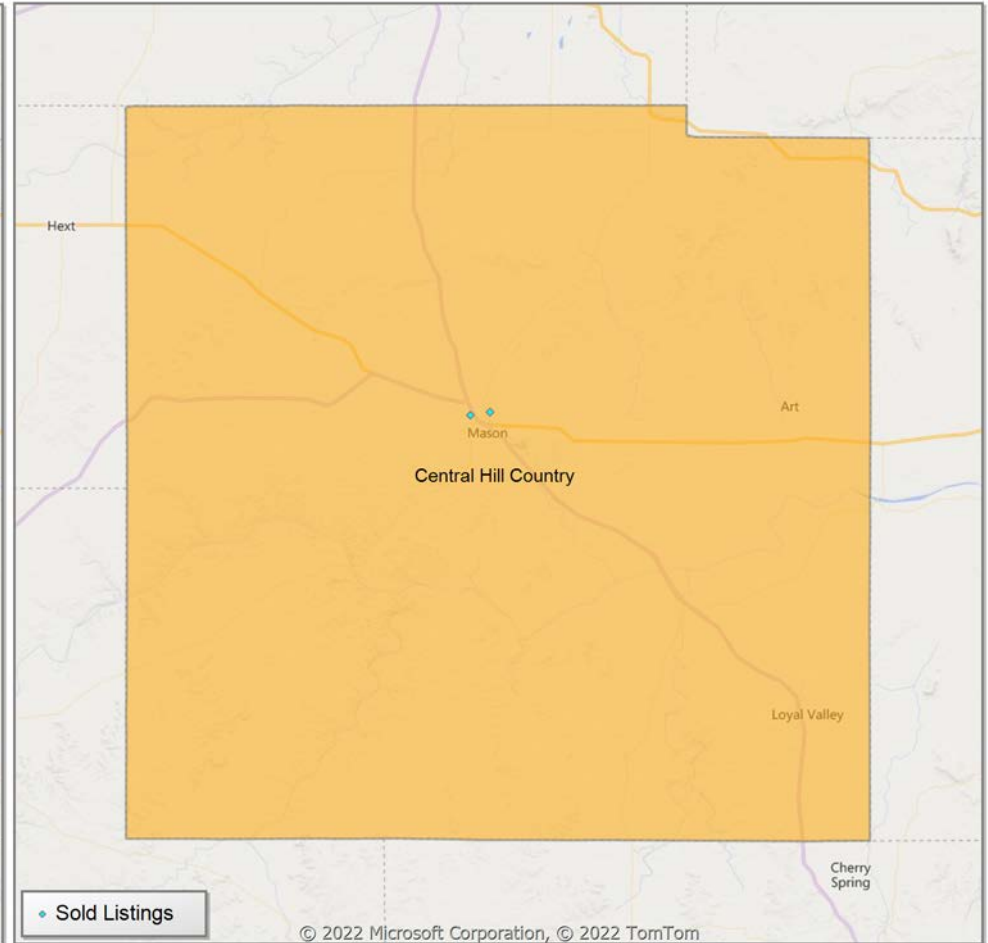 Hext
Art
Mason
Central Hill Country
Loyal Valley
Cherry
Spring
Sold Listings
© 2022 Microsoft Corporation, © 2022 TomTom